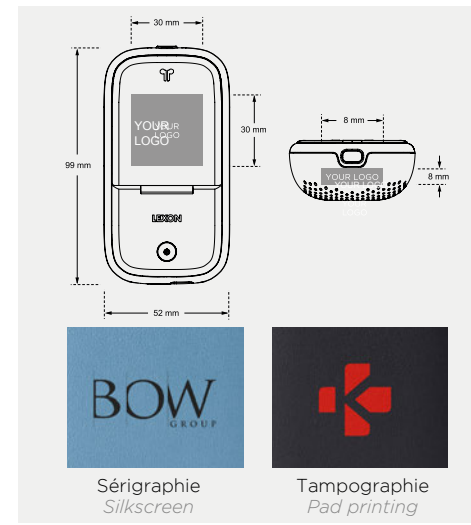 30 mm
YOUR
LOGO
YOUR
LOGO
30 mm
99 mm
LEXON
52 mm
8 mm
YOUR LOGO
YOUR LOGO
LOGO
8 mm
BOW
GROUP
K
Sérigraphie
Silkscreen
Tampographie
Pad printing